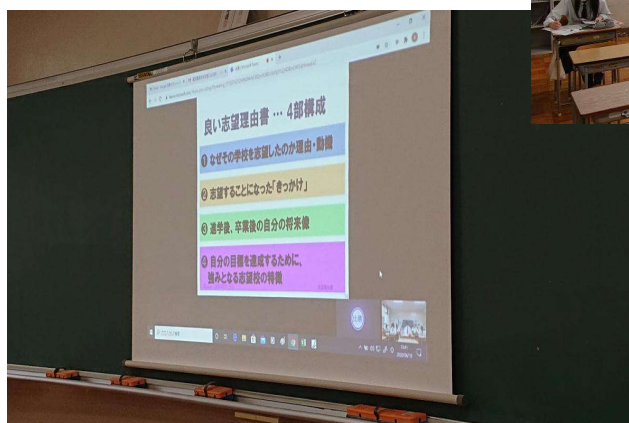 良い志望理由書 … 4部構成
❶ なぜその学校を志望したのか理由・動機
❷ 志望することになった「きっかけ」
❸ 進学後、卒業後の自分の将来像
❹ 自分の目標を達成するために、
強みとなる志望校の特徴